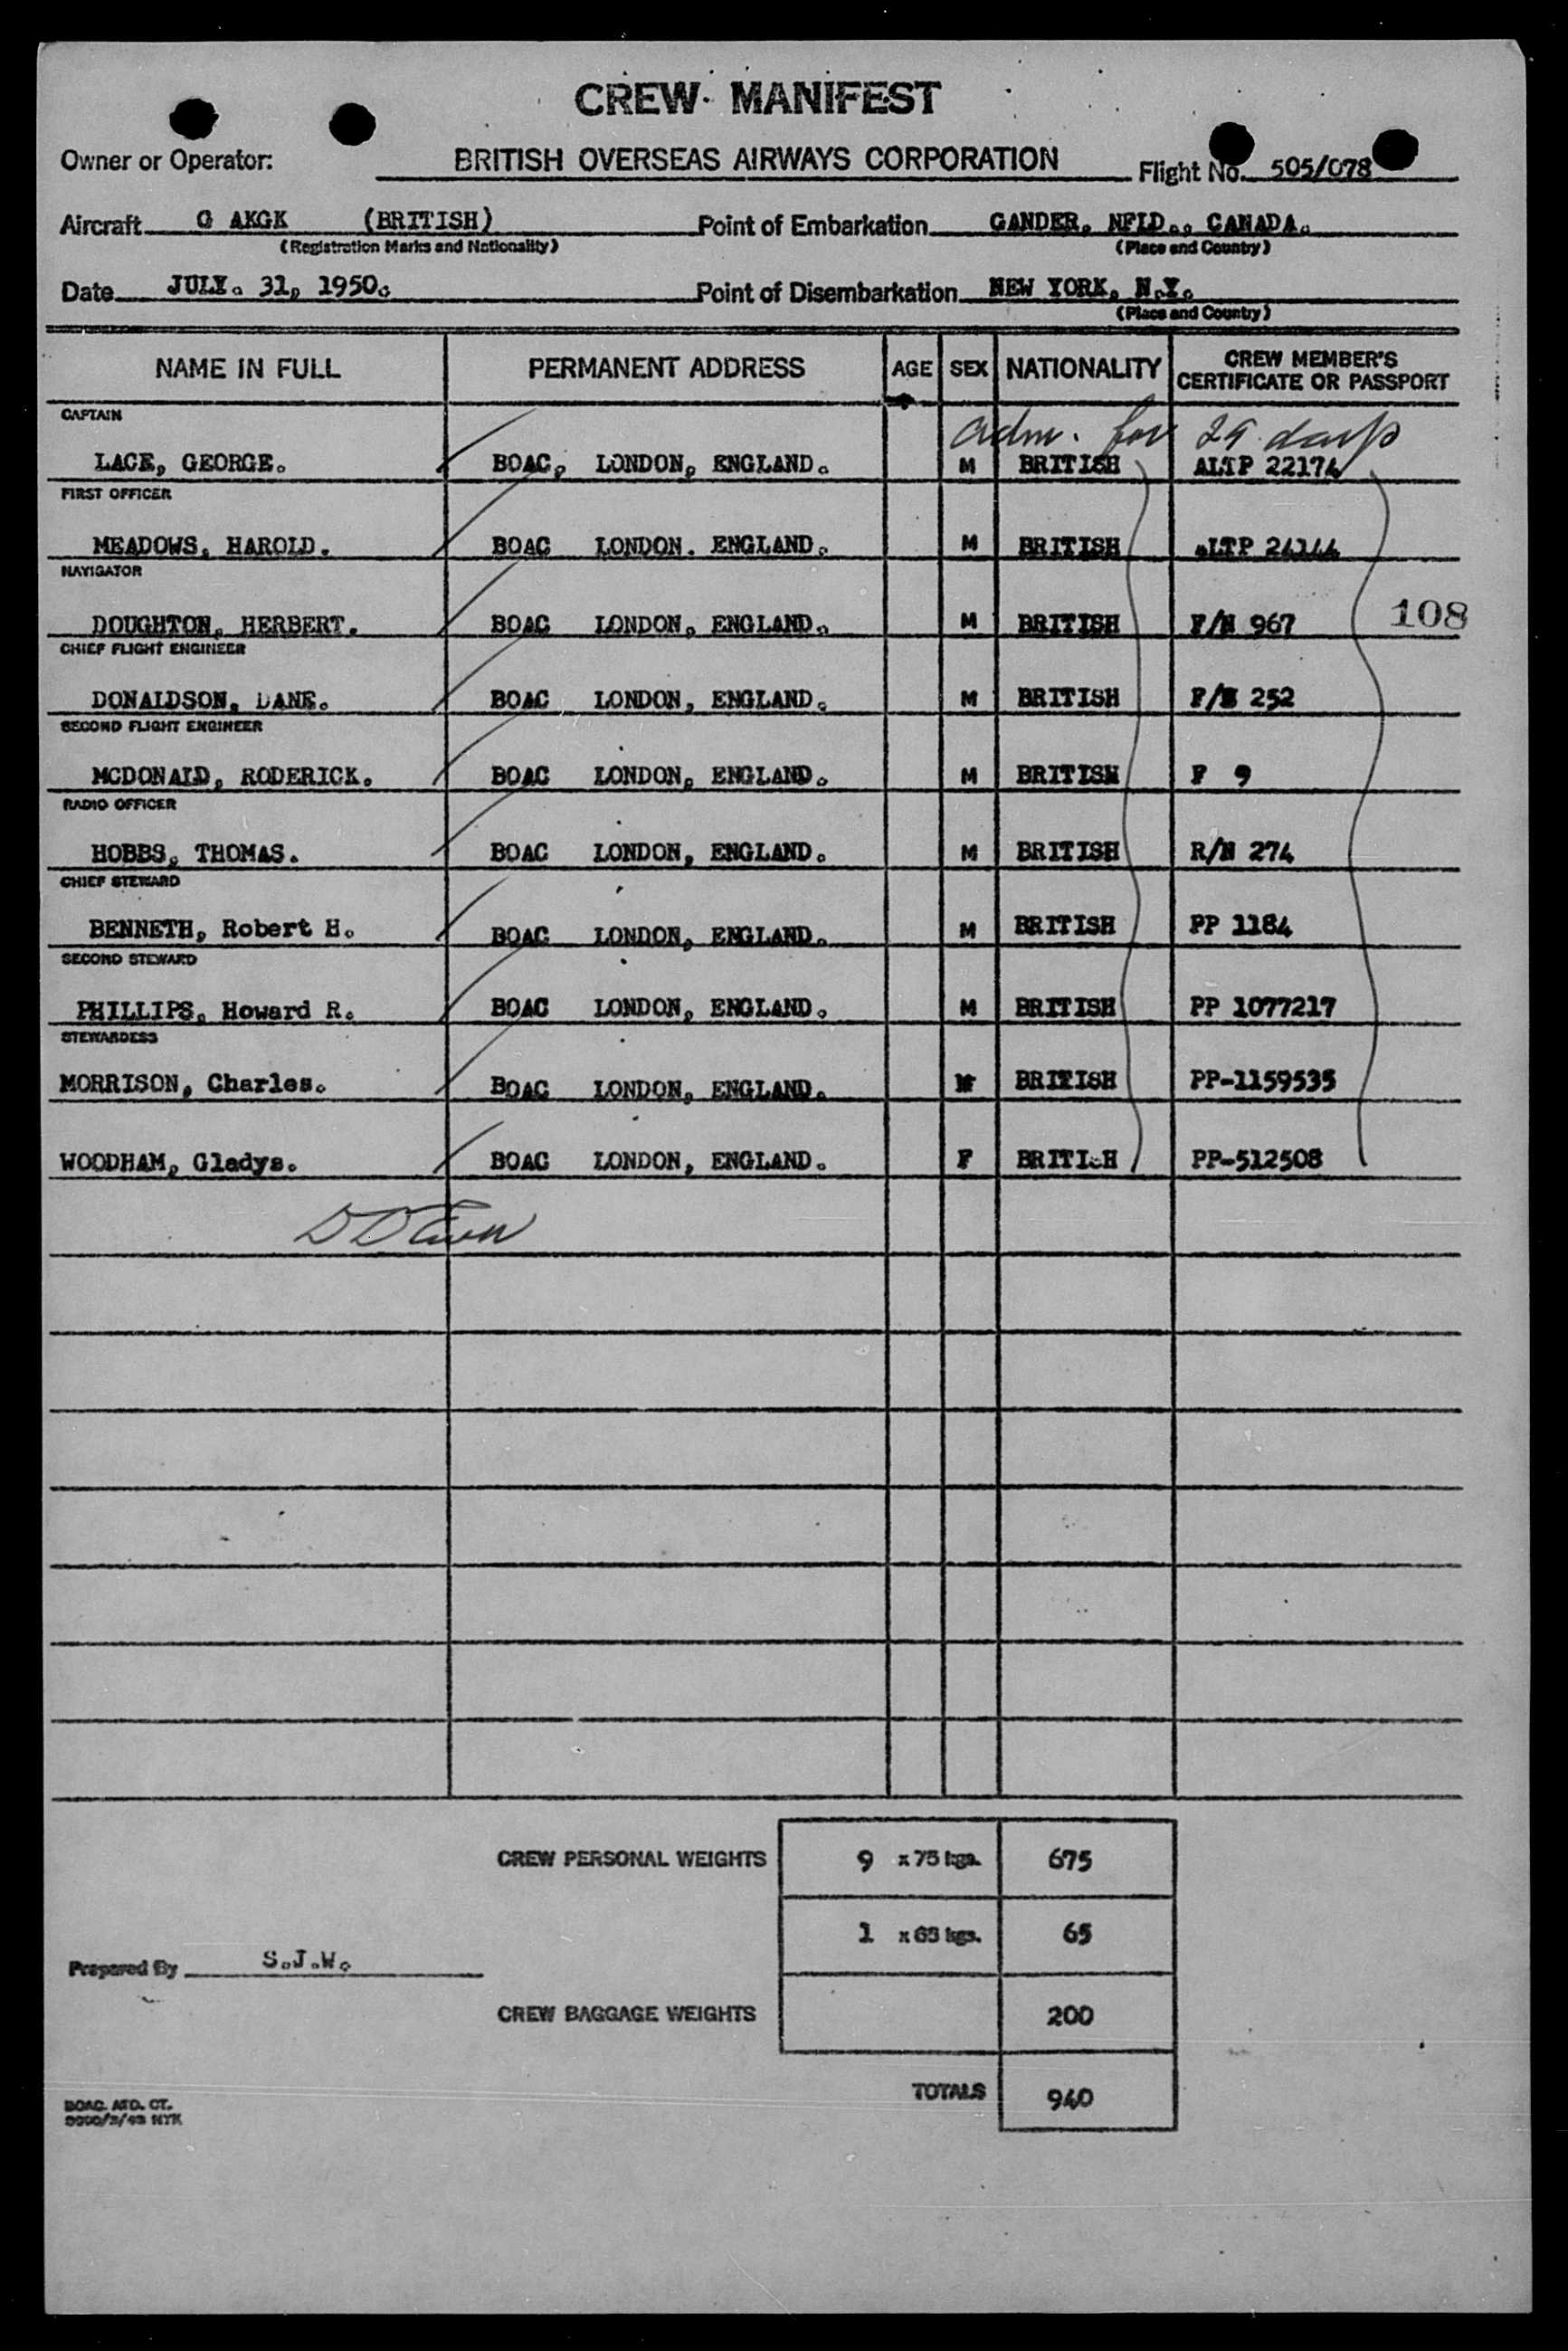 CREW MANIFEST
Owner or Operator: BRITISH OVERSEAS AIRWAYS CORPORATION Flight No. 505/078
Aircraft G AKGK (BRITISH) Point of Embarkation GANDER, NFLD., CANADA.
(Registration Marks and Nationality) (Place and Country)
Date JULY. 31, 1950. Point of Disembarkation NEW YORK, N.Y.
(Place and Country)
NAME IN FULL PERMANENT ADDRESS AGE SEX NATIONALITY CREW MEMBER'S CERTIFICATE OR PASSPORT
CAPTAIN adm. for 29 days
LACE, GEORGE. BOAC, LONDON, ENGLAND. M BRITISH ALTP 22174
FIRST OFFICER
MEADOWS, HAROLD. BOAC LONDON. ENGLAND. M BRITISH ALTP 24144
NAVIGATOR
DOUGHTON, HERBERT. BOAC LONDON, ENGLAND. M BRITISH F/N 967 108
CHIEF FLIGHT ENGINEER
DONALDSON, DANE. BOAC LONDON, ENGLAND. M BRITISH F/E 252
SECOND FLIGHT ENGINEER
MCDONALD, RODERICK. BOAC LONDON, ENGLAND. M BRITISH F 9
RADIO OFFICER
HOBBS, THOMAS. BOAC LONDON, ENGLAND. M BRITISH R/N 274
CHIEF STEWARD
BENNETH, Robert H. BOAC LONDON, ENGLAND. M BRITISH PP 1184
SECOND STEWARD
PHILLIPS, Howard R. BOAC LONDON, ENGLAND. M BRITISH PP 1077217
STEWARDESS
MORRISON, Charles. BOAC LONDON, ENGLAND. M BRITISH PP-1159535
WOODHAM, Gladys. BOAC LONDON, ENGLAND. F BRITISH PP-512508
CREW PERSONAL WEIGHTS 9 x 75 kgs. 675
1 x 65 kgs. 65
Prepared By S.J.W.
CREW BAGGAGE WEIGHTS 200
TOTALS 940
BOAC. ATD. CT.